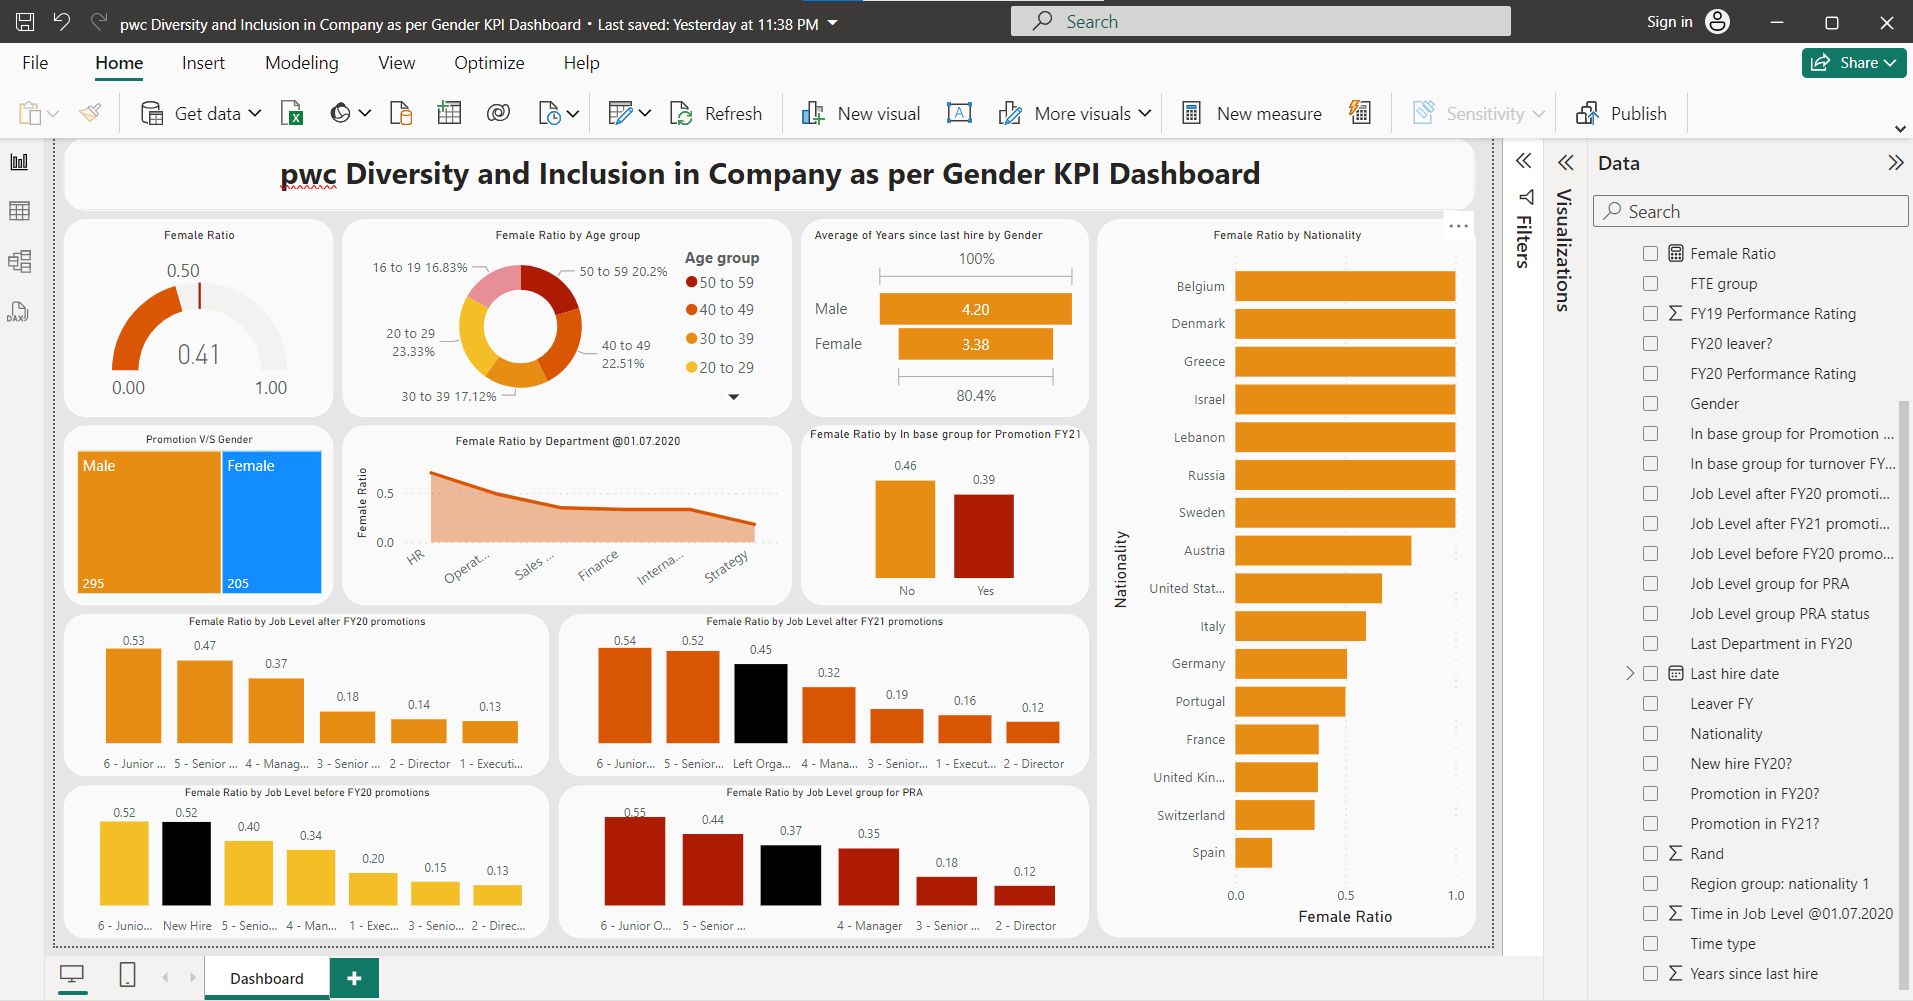 pwc Diversity and Inclusion in Company as per Gender KPI Dashboard • Last saved: Yesterday at 11:38 PM
Search
Sign in
File
Home
Insert
Modeling
View
Optimize
Help
Share
Get data
Refresh
New visual
More visuals
New measure
Sensitivity
Publish
pwc Diversity and Inclusion in Company as per Gender KPI Dashboard
Female Ratio
0.50
0.41
0.00
1.00
Female Ratio by Age group
16 to 19 16.83%
50 to 59 20.2%
20 to 29
23.33%
40 to 49
22.51%
30 to 39 17.12%
Age group
50 to 59
40 to 49
30 to 39
20 to 29
Average of Years since last hire by Gender
100%
Male
4.20
Female
3.38
80.4%
Promotion V/S Gender
Male
Female
295
205
Female Ratio by Department @01.07.2020
Female Ratio
0.5
0.0
HR
Operat...
Sales ...
Finance
Interna...
Strategy
Female Ratio by In base group for Promotion FY21
0.46
0.39
No
Yes
Female Ratio by Job Level after FY20 promotions
0.53
0.47
0.37
0.18
0.14
0.13
6 - Junior ...
5 - Senior ...
4 - Manag...
3 - Senior ...
2 - Director
1 - Executi...
Female Ratio by Job Level after FY21 promotions
0.54
0.52
0.45
0.32
0.19
0.16
0.12
6 - Junior...
5 - Senior...
Left Orga...
4 - Mana...
3 - Senior...
1 - Execut...
2 - Director
Female Ratio by Job Level before FY20 promotions
0.52
0.52
0.40
0.34
0.20
0.15
0.13
6 - Junio...
New Hire
5 - Senio...
4 - Man...
1 - Exec...
3 - Senio...
2 - Direc...
Female Ratio by Job Level group for PRA
0.55
0.44
0.37
0.35
0.18
0.12
6 - Junior O...
5 - Senior ...
4 - Manager
3 - Senior ...
2 - Director
Female Ratio by Nationality
Nationality
Belgium
Denmark
Greece
Israel
Lebanon
Russia
Sweden
Austria
United Stat...
Italy
Germany
Portugal
France
United Kin...
Switzerland
Spain
0.0
0.5
1.0
Female Ratio
Filters
Visualizations
Data
Search
Female Ratio
FTE group
FY19 Performance Rating
FY20 leaver?
FY20 Performance Rating
Gender
In base group for Promotion ...
In base group for turnover FY...
Job Level after FY20 promoti...
Job Level after FY21 promoti...
Job Level before FY20 promo...
Job Level group for PRA
Job Level group PRA status
Last Department in FY20
Last hire date
Leaver FY
Nationality
New hire FY20?
Promotion in FY20?
Promotion in FY21?
Rand
Region group: nationality 1
Time in Job Level @01.07.2020
Time type
Years since last hire
DAX
Dashboard